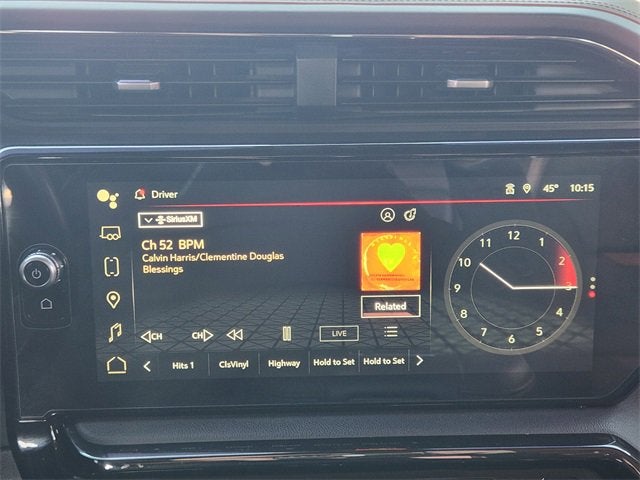 Driver 45° 10:15
SiriusXM
Ch 52 BPM
Calvin Harris/Clementine Douglas
Blessings
Related
CH CH LIVE
Hits 1 ClsVinyl Highway Hold to Set Hold to Set
12
11 1
10 2
9 3
8 4
7 5
6